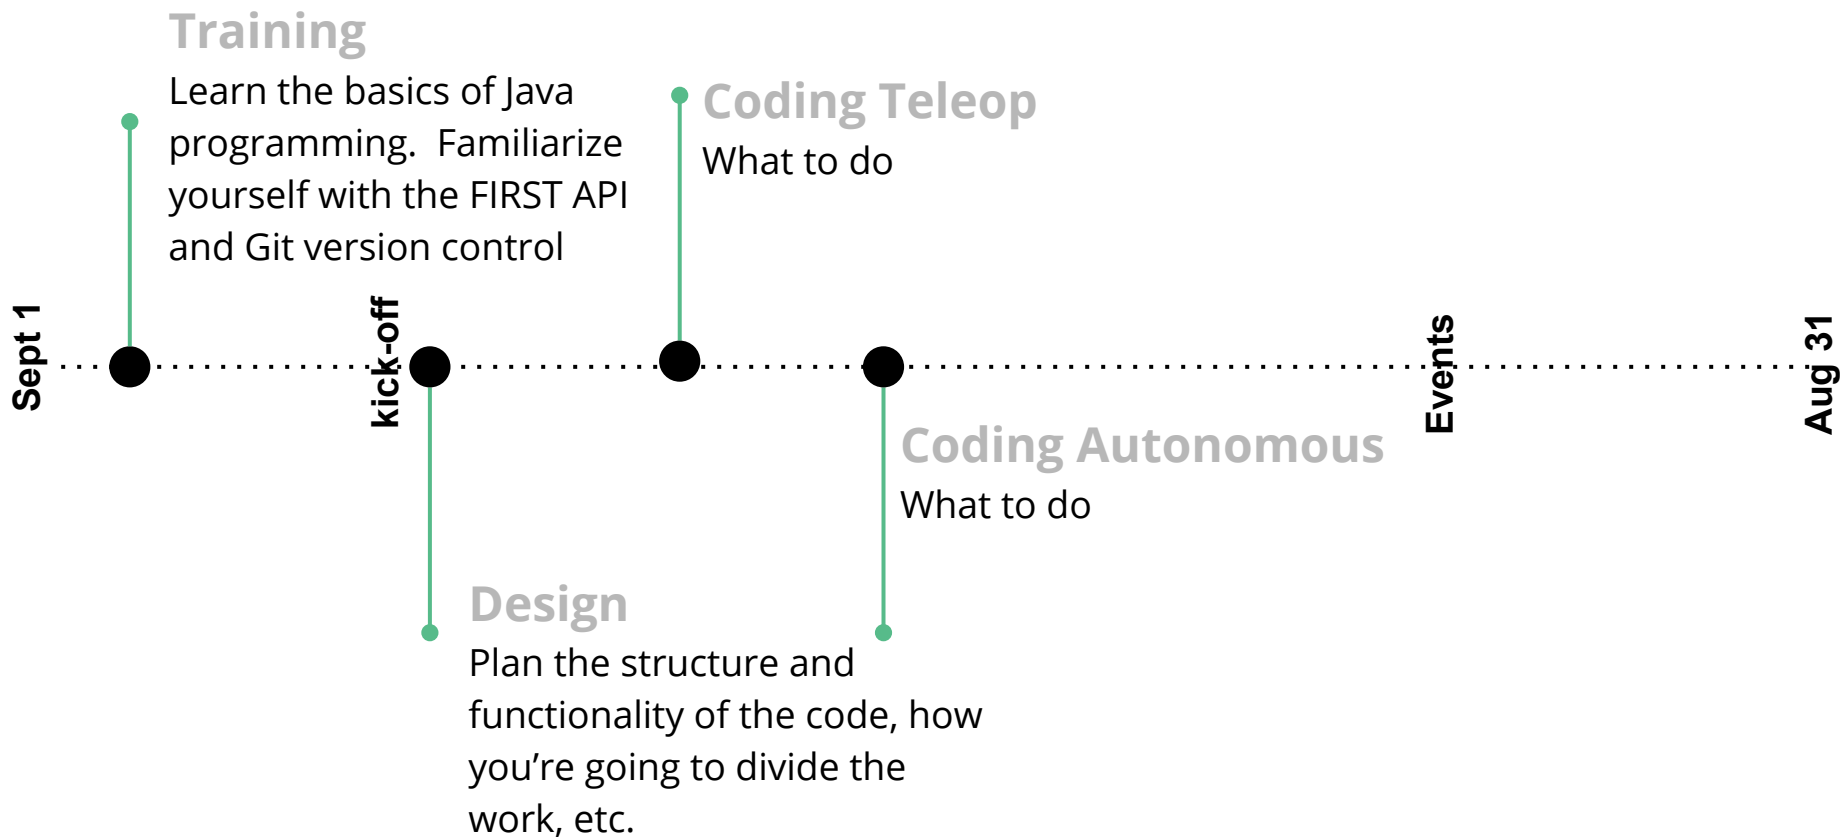 Training
Learn the basics of Java
programming.  Familiarize
yourself with the FIRST API
and Git version control
Coding Teleop
What to do
Sept 1
kick-off
Events
Aug 31
Coding Autonomous
What to do
Design
Plan the structure and
functionality of the code, how
you’re going to divide the
work, etc.